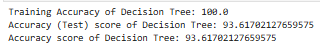 Training Accuracy of Decision Tree: 100.0
Accuracy (Test) score of Decision Tree: 93.61702127659575
Accuracy score of Decision Tree: 93.61702127659575